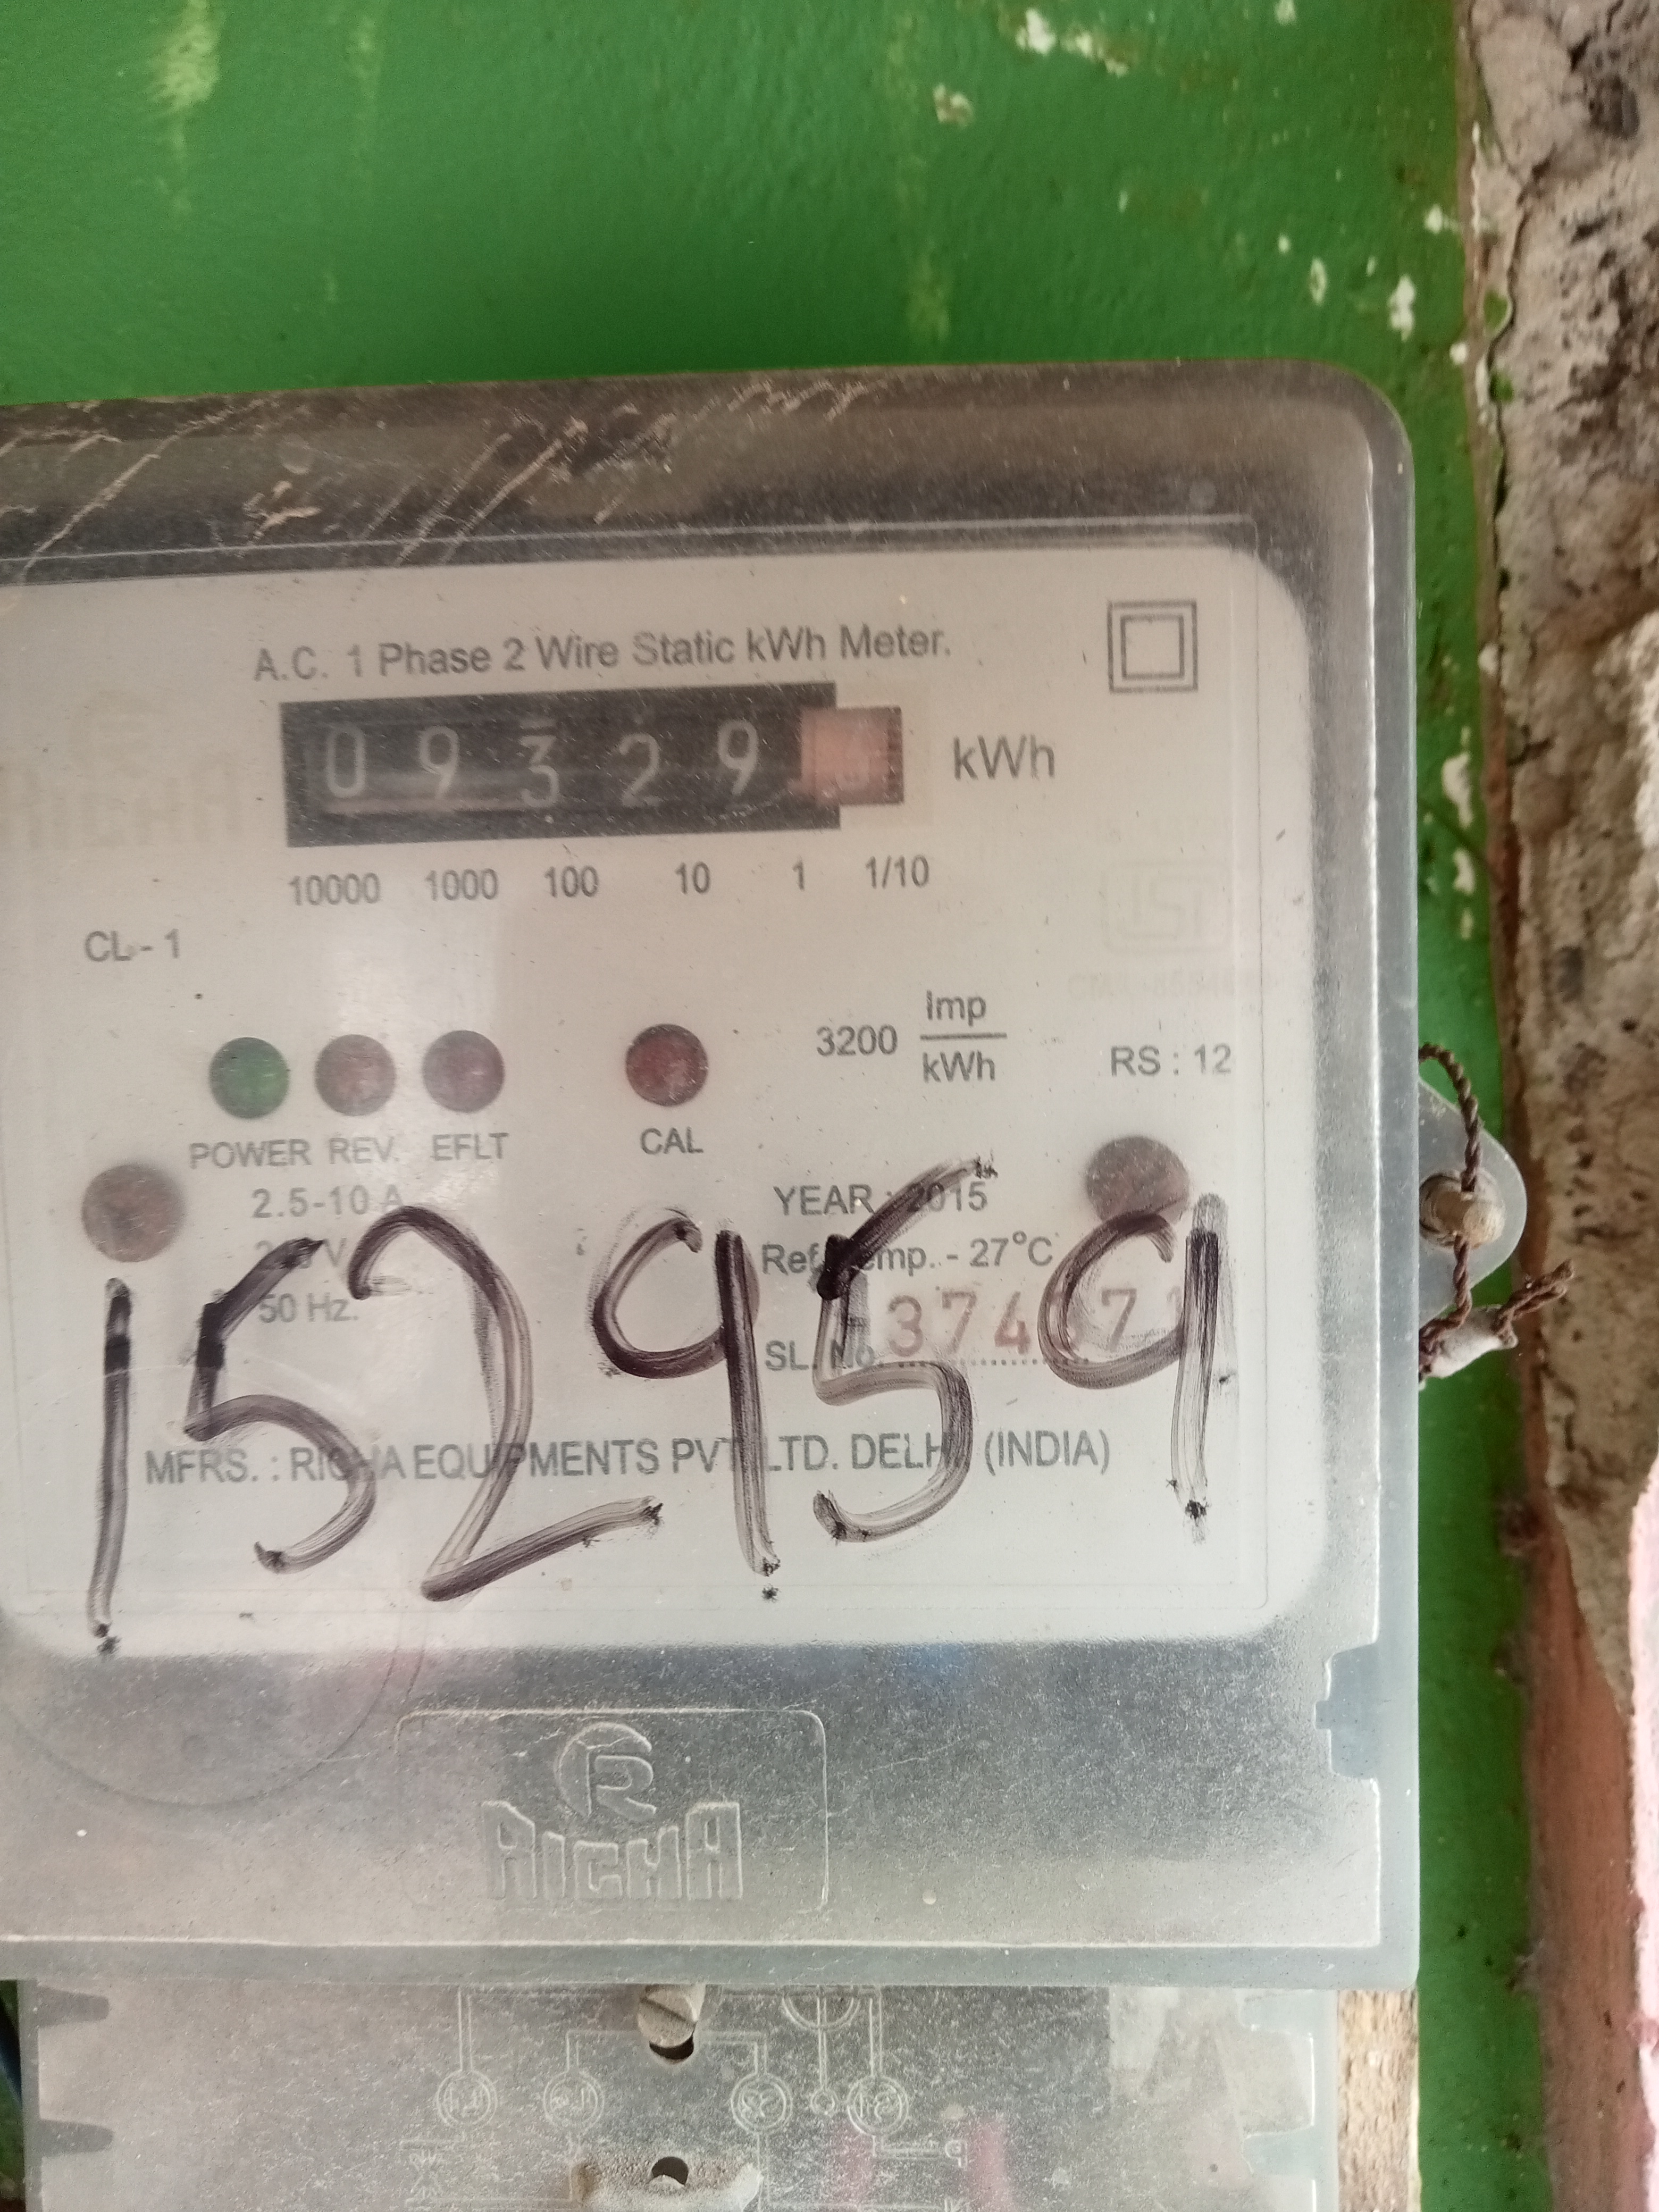 A.C. 1 Phase 2 Wire Static kWh Meter.
09329 kWh
10000 1000 100 10 1 1/10
CL - 1
3200 Imp/kWh
RS : 12
POWER REV. EFLT CAL
2.5-10 A
YEAR : 2015
Ref. Temp. - 27°C
50 Hz.
SL. No.
152959
MFRS. : RICHA EQUIPMENTS PVT. LTD. DELHI (INDIA)
RICHA